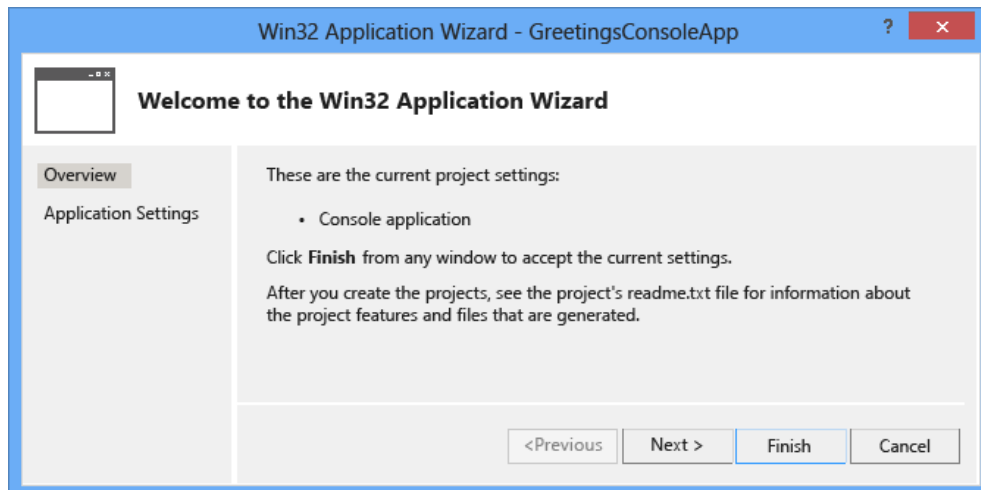 Win32 Application Wizard - GreetingsConsoleApp
?
Welcome to the Win32 Application Wizard
Overview
Application Settings
These are the current project settings:
• Console application
Click Finish from any window to accept the current settings.
After you create the projects, see the project's readme.txt file for information about
the project features and files that are generated.
<Previous
Next >
Finish
Cancel